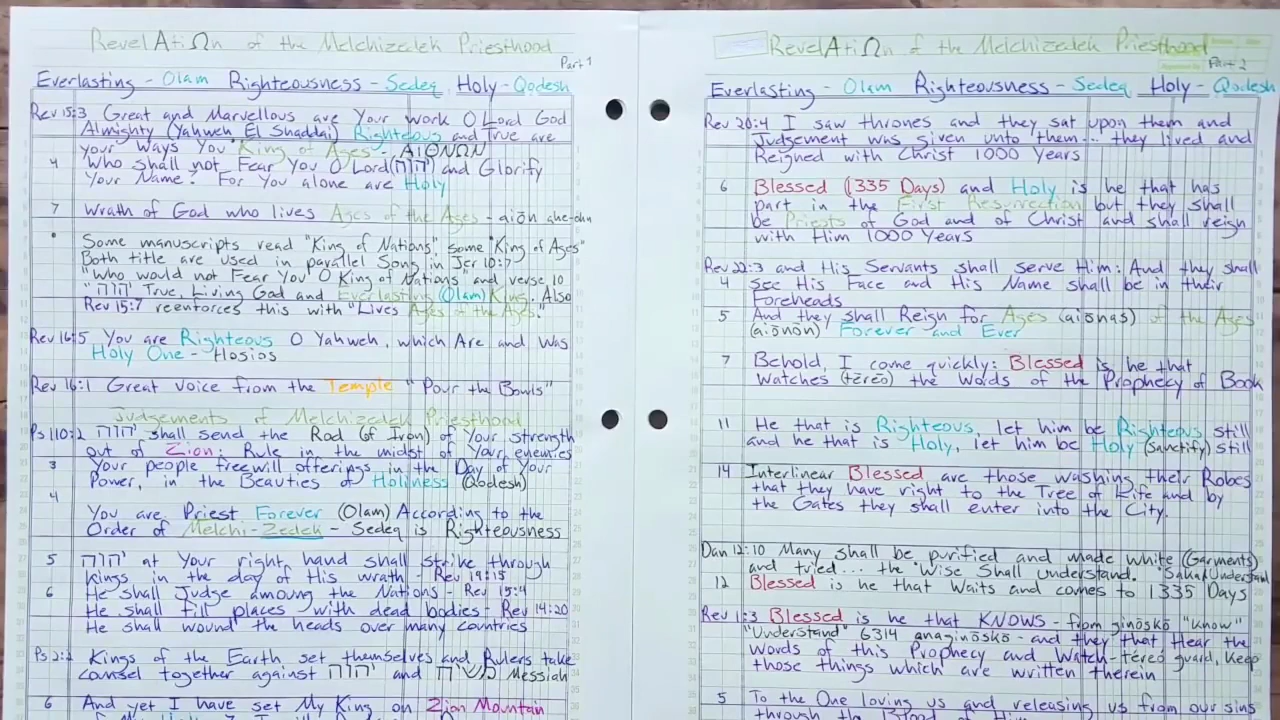 RevelAtiΩn of the Melchizedek Priesthood
Part 1
Everlasting - Olam Righteousness - Sedeq Holy - Qodesh
Rev 15:3 Great and Marvellous are Your work O Lord God
Almighty (Yahweh El Shaddai) Righteous and True are
your Ways You "King of Ages - AIŌNΩN
4 Who shall not Fear You O Lord (יהוה) and Glorify
Your Name? For You alone are Holy
7 Wrath of God who lives Ages of the Ages - aiōn ahe-ohn
* Some manuscripts read "King of Nations", some "King of Ages"
Both title are used in parallel Song in Jer 10:7
"Who would not Fear You O King of Nations" and verse 10
"יהוה True, Living God and Everlasting (Olam) King. Also
Rev 15:7 reenforces this with "Lives Ages of the Ages."
Rev 16:5 You are Righteous O Yahweh, which Are and Was
Holy One - Hosios
Rev 16:1 Great Voice from the Temple "Pour the Bowls"
Judgements of Melchizedek Priesthood
Ps 110:2 יהוה shall send the Rod (of Iron) of Your strength
out of Zion: Rule in the midst of Your enemies
3 Your people freewill offerings in the Day of Your
Power, in the Beauties of Holiness (Qodesh)
4
You are Priest Forever (Olam) According to the
Order of Melchi-Zedek - Sedeq is Righteousness
5 יהוה at Your right hand shall strike through
kings in the day of His wrath - Rev 19:15
6 He shall Judge amoung the Nations - Rev 15:4
He shall fill places with dead bodies - Rev 14:20
He shall wound the heads over many countries
Ps 2:2 Kings of the Earth set themselves and Rulers take
counsel together against יהוה and Messiah
6 And yet I have set My King on Zion Mountain
RevelAtiΩn of the Melchizedek Priesthood
Part 2
Everlasting - Olam Righteousness - Sedeq Holy - Qodesh
Rev 20:4 I saw thrones and they sat upon them and
Judgement was given unto them... they lived and
Reigned with Christ 1000 Years
6 Blessed (1335 Days) and Holy is he that has
part in the First Resurrection but they shall
be Priests of God and of Christ and shall reign
with Him 1000 Years
Rev 22:3 and His Servants shall serve Him: And they shall
4 see His Face and His Name shall be in their
Foreheads
5 And they shall Reign for Ages (aiōnas) of the Ages
(aiōnōn) Forever and Ever
7 Behold, I come quickly: Blessed is he that
Watches (tēreō) the Words of the Prophecy of Book
11 He that is Righteous, let him be Righteous still
and he that is Holy, let him be Holy (Sanctify) still
14 Interlinear Blessed are those washing their Robes
that they have right to the Tree of Life and by
the Gates they shall enter into the City.
Dan 12:10 Many shall be purified and made white (Garments)
and tried... the Wise Shall Understand. Sakal Understand
12 Blessed is he that Waits and comes to 1335 Days
Rev 1:3 Blessed is he that KNOWS - from ginōskō "Know"
"Understand" 6314 anaginōskō - and they that Hear the
Words of this Prophecy and Watch - tēreō guard, keep
those things which are written therein
5 To the One loving us and releasing us from our sins
through the Blood of Him